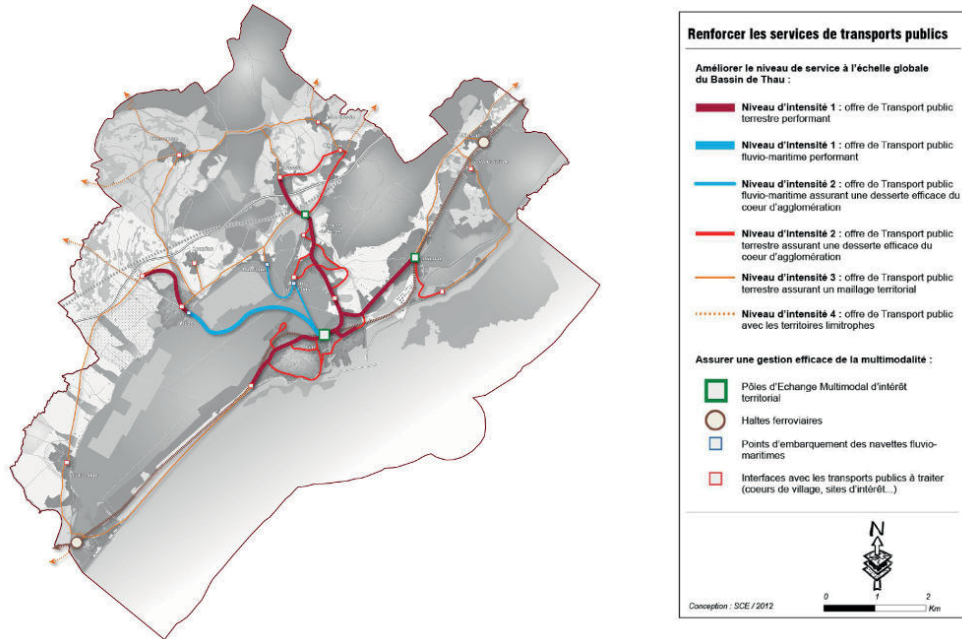 Renforcer les services de transports publics
Améliorer le niveau de service à l'échelle globale
du Bassin de Thau :
Niveau d'intensité 1 : offre de Transport public
terrestre performant
Niveau d'intensité 1 : offre de Transport public
fluvio-maritime performant
Niveau d'intensité 2 : offre de Transport public
fluvio-maritime assurant une desserte efficace du
coeur d'agglomération
Niveau d'intensité 2 : offre de Transport public
terrestre assurant une desserte efficace du
coeur d'agglomération
Niveau d'intensité 3 : offre de Transport public
terrestre assurant un maillage territorial
Niveau d'intensité 4 : offre de Transport public
avec les territoires limitrophes
Assurer une gestion efficace de la multimodalité :
Pôles d'Echange Multimodal d'intérêt
territorial
Haltes ferroviaires
Points d'embarquement des navettes fluvio-
maritimes
Interfaces avec les transports publics à traiter
(coeurs de village, sites d'intérêt...)
N
0 1 2
Km
Conception : SCE / 2012